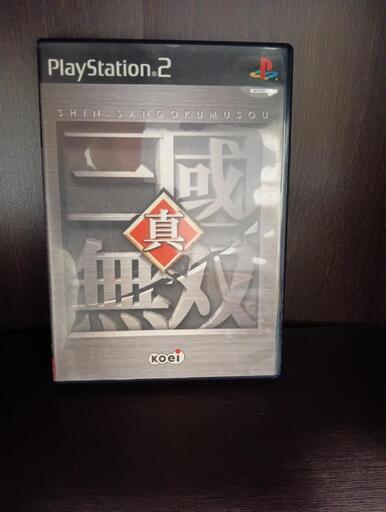 PlayStation®2
SHIN-SANGOKUMUSOU
三國
真
無双
KOEI